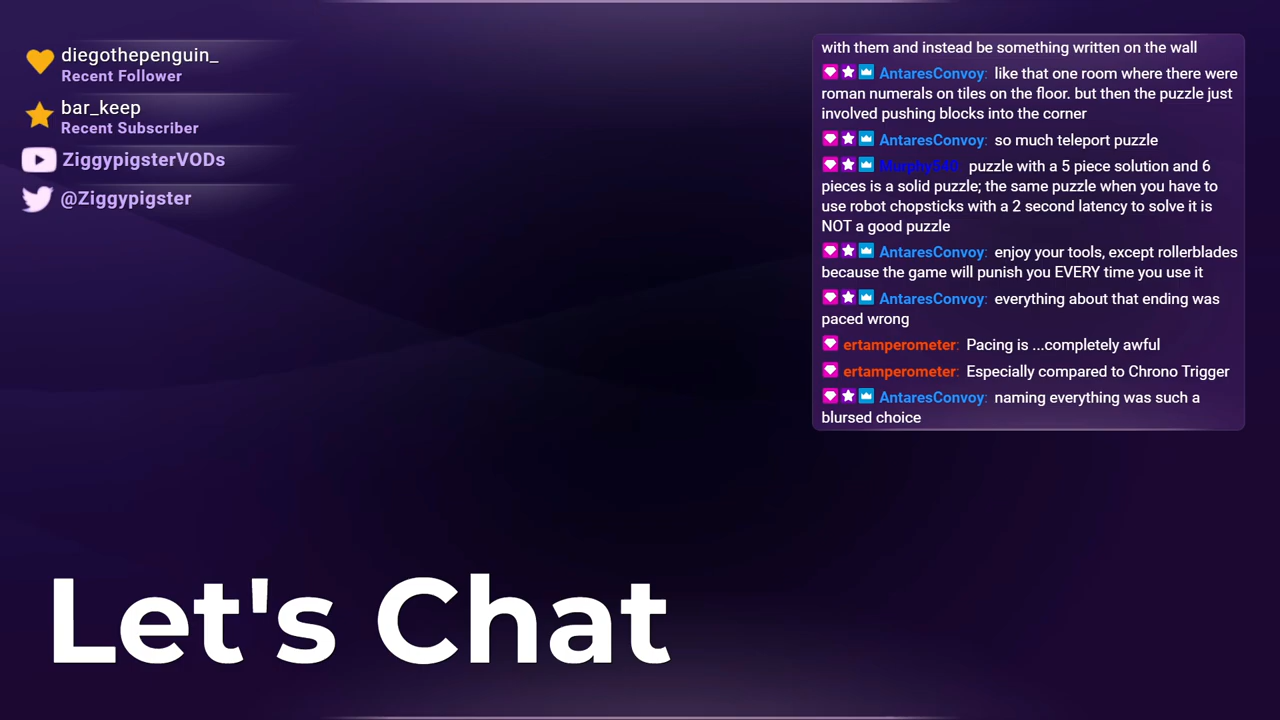 diegothepenguin_
Recent Follower
bar_keep
Recent Subscriber
ZiggypigsterVODs
@Ziggypigster
with them and instead be something written on the wall
AntaresConvoy: like that one room where there were
roman numerals on tiles on the floor. but then the puzzle just
involved pushing blocks into the corner
AntaresConvoy: so much teleport puzzle
Murphy540: puzzle with a 5 piece solution and 6
pieces is a solid puzzle; the same puzzle when you have to
use robot chopsticks with a 2 second latency to solve it is
NOT a good puzzle
AntaresConvoy: enjoy your tools, except rollerblades
because the game will punish you EVERY time you use it
AntaresConvoy: everything about that ending was
paced wrong
ertamperometer: Pacing is ...completely awful
ertamperometer: Especially compared to Chrono Trigger
AntaresConvoy: naming everything was such a
blursed choice
Let's Chat